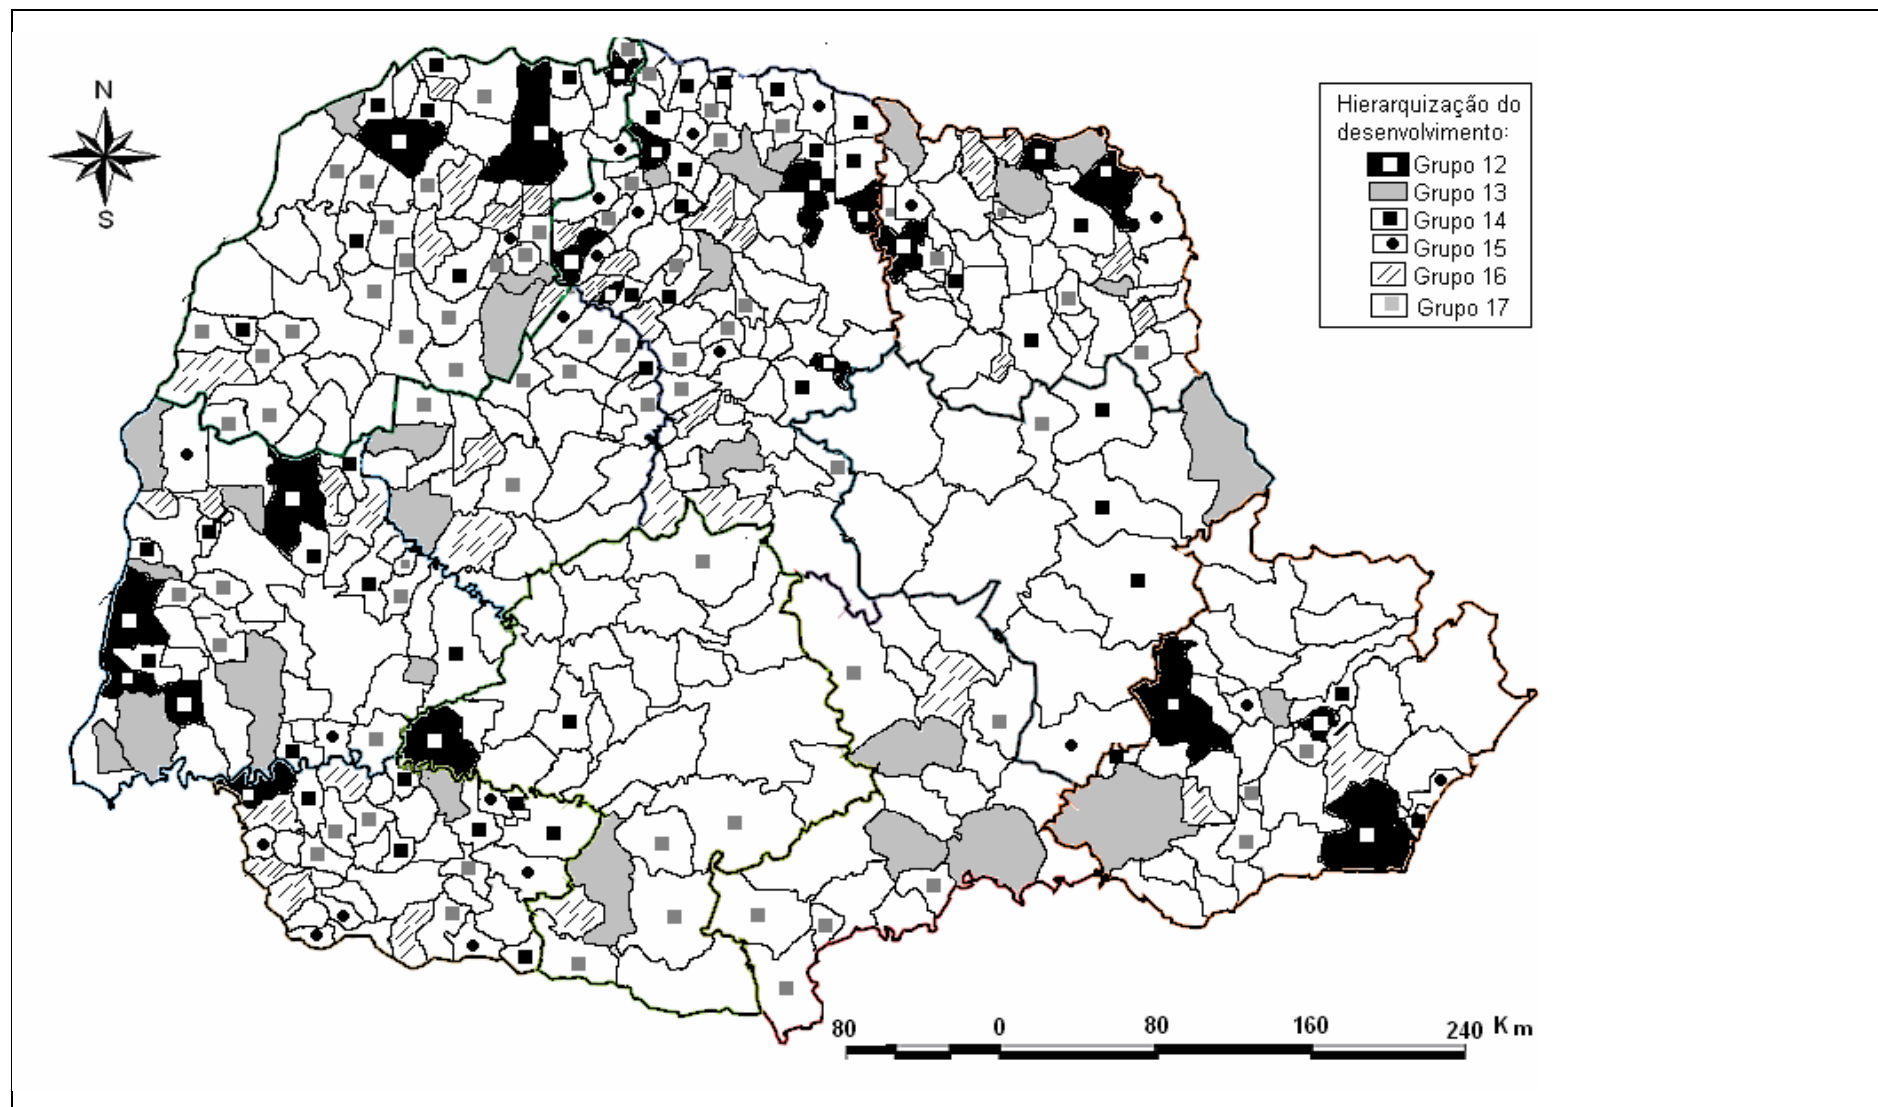 N
S
Hierarquização do
desenvolvimento:
Grupo 12
Grupo 13
Grupo 14
Grupo 15
Grupo 16
Grupo 17
80 0 80 160 240 Km